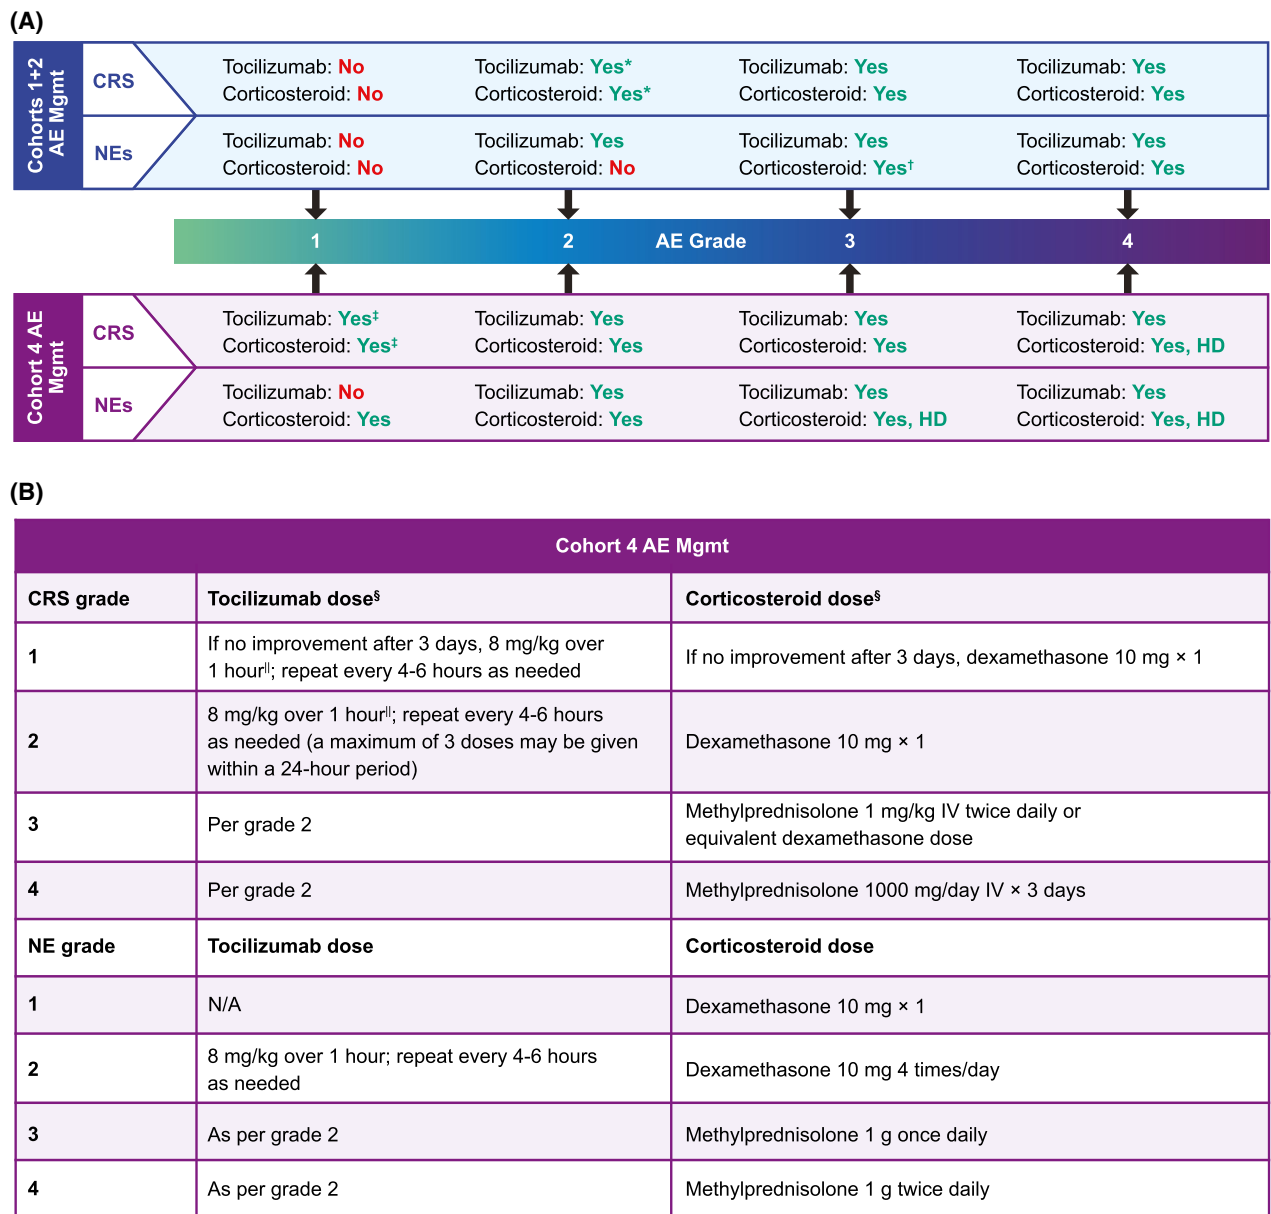 (A)
Cohorts 1+2
AE Mgmt
CRS
Tocilizumab: No
Corticosteroid: No
Tocilizumab: Yes*
Corticosteroid: Yes*
Tocilizumab: Yes
Corticosteroid: Yes
Tocilizumab: Yes
Corticosteroid: Yes
NEs
Tocilizumab: No
Corticosteroid: No
Tocilizumab: Yes
Corticosteroid: No
Tocilizumab: Yes
Corticosteroid: Yes†
Tocilizumab: Yes
Corticosteroid: Yes
1 2 AE Grade 3 4
Cohort 4 AE
Mgmt
CRS
Tocilizumab: Yes‡
Corticosteroid: Yes‡
Tocilizumab: Yes
Corticosteroid: Yes
Tocilizumab: Yes
Corticosteroid: Yes
Tocilizumab: Yes
Corticosteroid: Yes, HD
NEs
Tocilizumab: No
Corticosteroid: Yes
Tocilizumab: Yes
Corticosteroid: Yes
Tocilizumab: Yes
Corticosteroid: Yes, HD
Tocilizumab: Yes
Corticosteroid: Yes, HD
(B)
Cohort 4 AE Mgmt
CRS grade
Tocilizumab dose§
Corticosteroid dose§
1
If no improvement after 3 days, 8 mg/kg over
1 hour||; repeat every 4-6 hours as needed
If no improvement after 3 days, dexamethasone 10 mg × 1
2
8 mg/kg over 1 hour||; repeat every 4-6 hours
as needed (a maximum of 3 doses may be given
within a 24-hour period)
Dexamethasone 10 mg × 1
3
Per grade 2
Methylprednisolone 1 mg/kg IV twice daily or
equivalent dexamethasone dose
4
Per grade 2
Methylprednisolone 1000 mg/day IV × 3 days
NE grade
Tocilizumab dose
Corticosteroid dose
1
N/A
Dexamethasone 10 mg × 1
2
8 mg/kg over 1 hour; repeat every 4-6 hours
as needed
Dexamethasone 10 mg 4 times/day
3
As per grade 2
Methylprednisolone 1 g once daily
4
As per grade 2
Methylprednisolone 1 g twice daily